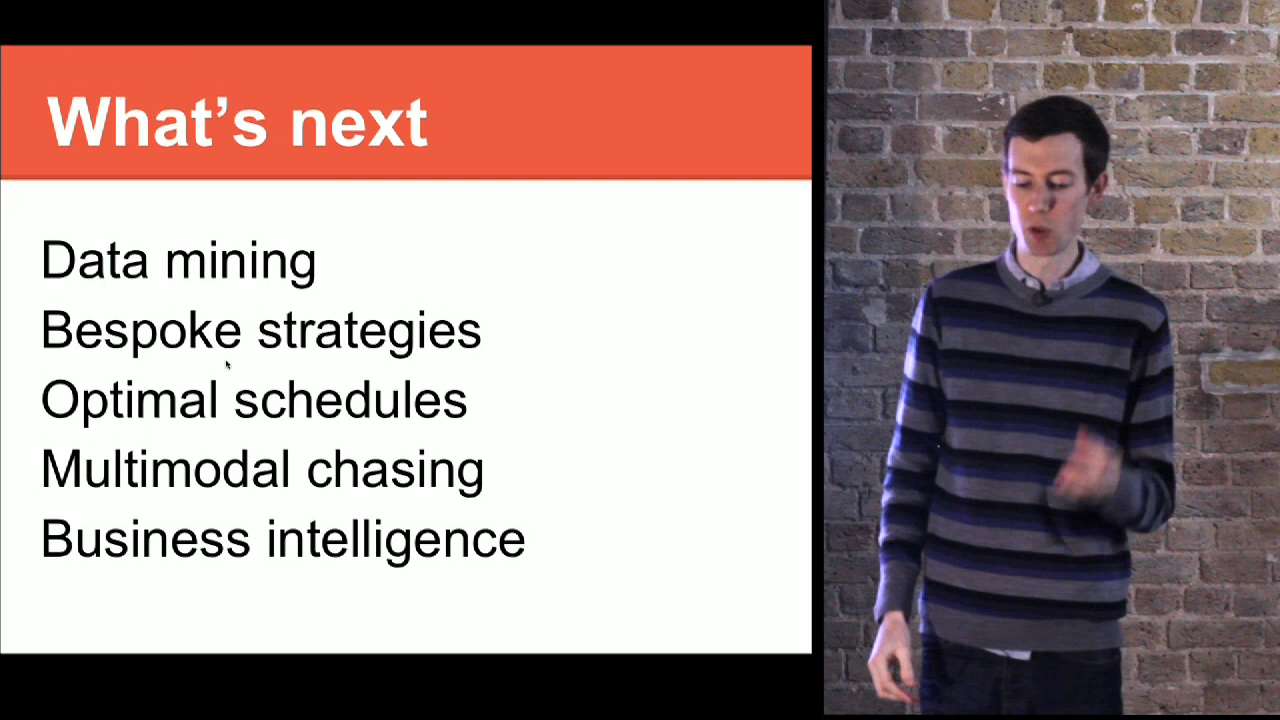 What’s next
Data mining
Bespoke strategies
Optimal schedules
Multimodal chasing
Business intelligence